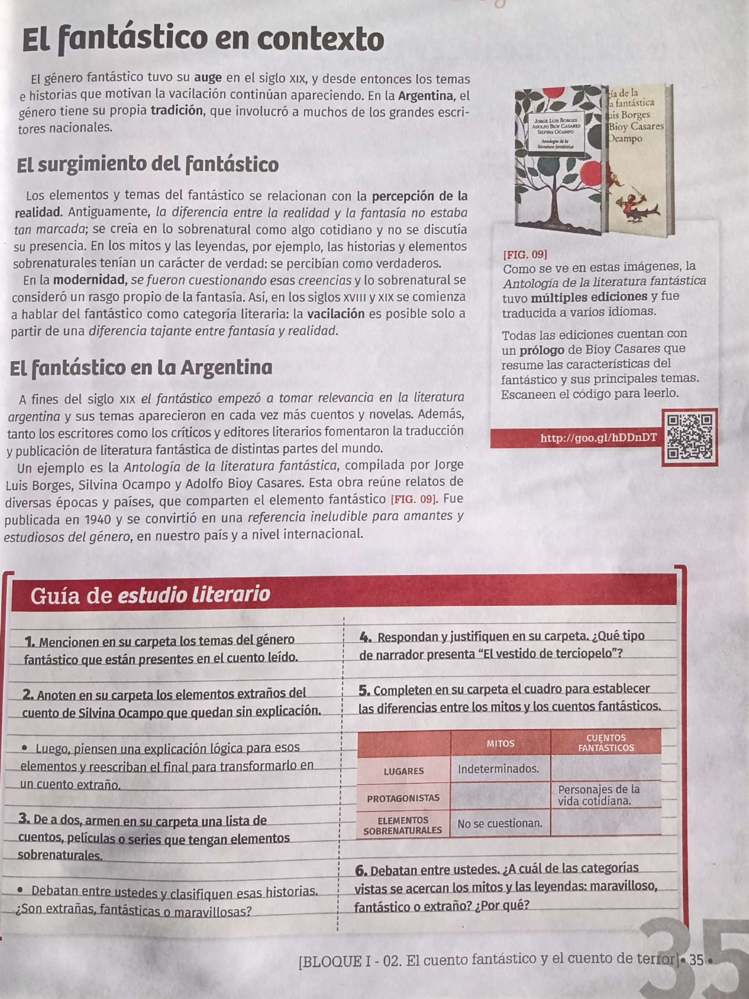 El fantástico en contexto
El género fantástico tuvo su auge en el siglo XIX, y desde entonces los temas
e historias que motivan la vacilación continúan apareciendo. En la Argentina, el
género tiene su propia tradición, que involucró a muchos de los grandes escri-
tores nacionales.
El surgimiento del fantástico
Los elementos y temas del fantástico se relacionan con la percepción de la
realidad. Antiguamente, la diferencia entre la realidad y la fantasía no estaba
tan marcada; se creía en lo sobrenatural como algo cotidiano y no se discutía
su presencia. En los mitos y las leyendas, por ejemplo, las historias y elementos
sobrenaturales tenían un carácter de verdad: se percibían como verdaderos.
En la modernidad, se fueron cuestionando esas creencias y lo sobrenatural se
consideró un rasgo propio de la fantasía. Así, en los siglos XVIII y XIX se comienza
a hablar del fantástico como categoría literaria: la vacilación es posible solo a
partir de una diferencia tajante entre fantasía y realidad.
El fantástico en la Argentina
A fines del siglo XIX el fantástico empezó a tomar relevancia en la literatura
argentina y sus temas aparecieron en cada vez más cuentos y novelas. Además,
tanto los escritores como los críticos y editores literarios fomentaron la traducción
y publicación de literatura fantástica de distintas partes del mundo.
Un ejemplo es la Antología de la literatura fantástica, compilada por Jorge
Luis Borges, Silvina Ocampo y Adolfo Bioy Casares. Esta obra reúne relatos de
diversas épocas y países, que comparten el elemento fantástico [FIG. 09]. Fue
publicada en 1940 y se convirtió en una referencia ineludible para amantes y
estudiosos del género, en nuestro país y a nivel internacional.
JORGE LUIS BORGES
ADOLFO BIOY CASARES
SILVINA OCAMPO
Antología de la
literatura fantástica
gía de la
a fantástica
uis Borges
Bioy Casares
Ocampo
[FIG. 09]
Como se ve en estas imágenes, la
Antología de la literatura fantástica
tuvo múltiples ediciones y fue
traducida a varios idiomas.
Todas las ediciones cuentan con
un prólogo de Bioy Casares que
resume las características del
fantástico y sus principales temas.
Escaneen el código para leerlo.
http://goo.gl/hDDnDT
Guía de estudio literario
1. Mencionen en su carpeta los temas del género
fantástico que están presentes en el cuento leído.
2. Anoten en su carpeta los elementos extraños del
cuento de Silvina Ocampo que quedan sin explicación.
• Luego, piensen una explicación lógica para esos
elementos y reescriban el final para transformarlo en
un cuento extraño.
3. De a dos, armen en su carpeta una lista de
cuentos, películas o series que tengan elementos
sobrenaturales.
• Debatan entre ustedes y clasifiquen esas historias.
¿Son extrañas, fantásticas o maravillosas?
4. Respondan y justifiquen en su carpeta. ¿Qué tipo
de narrador presenta “El vestido de terciopelo”?
5. Completen en su carpeta el cuadro para establecer
las diferencias entre los mitos y los cuentos fantásticos.
MITOS
CUENTOS
FANTÁSTICOS
LUGARES
Indeterminados.
PROTAGONISTAS
Personajes de la
vida cotidiana.
ELEMENTOS
SOBRENATURALES
No se cuestionan.
6. Debatan entre ustedes. ¿A cuál de las categorías
vistas se acercan los mitos y las leyendas: maravilloso,
fantástico o extraño? ¿Por qué?
35
[BLOQUE I - 02. El cuento fantástico y el cuento de terror] • 35 •